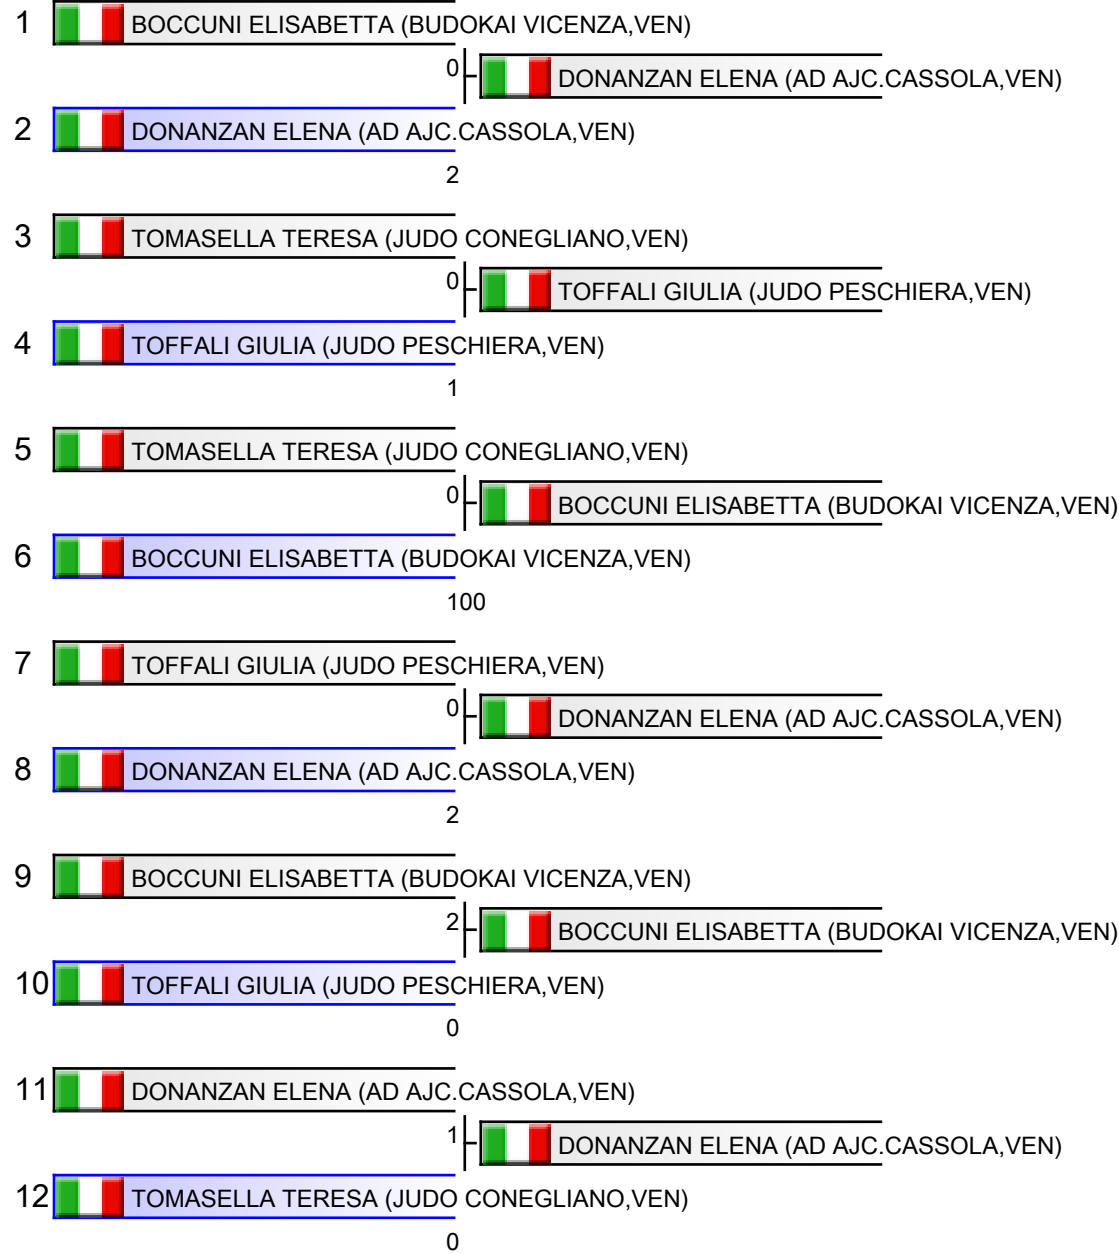 1 BOCCUNI ELISABETTA (BUDOKAI VICENZA,VEN)
0 DONANZAN ELENA (AD AJC.CASSOLA,VEN)
2 DONANZAN ELENA (AD AJC.CASSOLA,VEN)
2
3 TOMASELLA TERESA (JUDO CONEGLIANO,VEN)
0 TOFFALI GIULIA (JUDO PESCHIERA,VEN)
4 TOFFALI GIULIA (JUDO PESCHIERA,VEN)
1
5 TOMASELLA TERESA (JUDO CONEGLIANO,VEN)
0 BOCCUNI ELISABETTA (BUDOKAI VICENZA,VEN)
6 BOCCUNI ELISABETTA (BUDOKAI VICENZA,VEN)
100
7 TOFFALI GIULIA (JUDO PESCHIERA,VEN)
0 DONANZAN ELENA (AD AJC.CASSOLA,VEN)
8 DONANZAN ELENA (AD AJC.CASSOLA,VEN)
2
9 BOCCUNI ELISABETTA (BUDOKAI VICENZA,VEN)
2 BOCCUNI ELISABETTA (BUDOKAI VICENZA,VEN)
10 TOFFALI GIULIA (JUDO PESCHIERA,VEN)
0
11 DONANZAN ELENA (AD AJC.CASSOLA,VEN)
1 DONANZAN ELENA (AD AJC.CASSOLA,VEN)
12 TOMASELLA TERESA (JUDO CONEGLIANO,VEN)
0